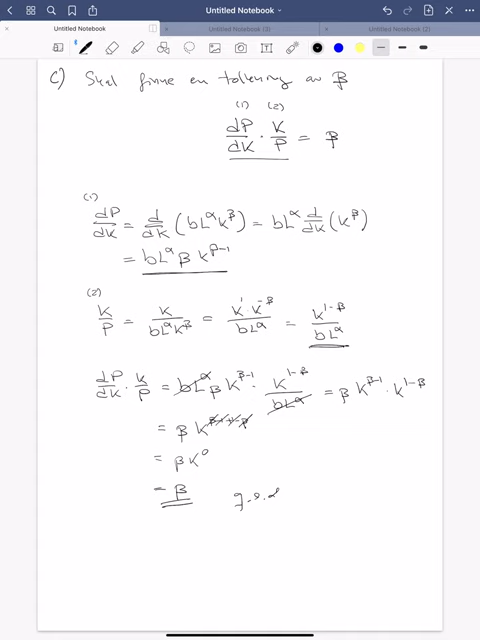 Untitled Notebook
Untitled Notebook
Untitled Notebook (3)
Untitled Notebook (2)
C) Skal finne en tolkning av β
(1) (2)
dP/dK · K/P = β
(1)
dP/dK = d/dK (bL^α K^β) = bL^α d/dK (K^β)
= bL^α β K^(β-1)
(2)
K/P = K/(bL^α K^β) = (K^1 · K^(-β))/(bL^α) = K^(1-β)/(bL^α)
dP/dK · K/P = bL^α β K^(β-1) · K^(1-β)/(bL^α) = β K^(β-1) · K^(1-β)
= β K^(β-1+1-β)
= β K^0
= β q.e.d